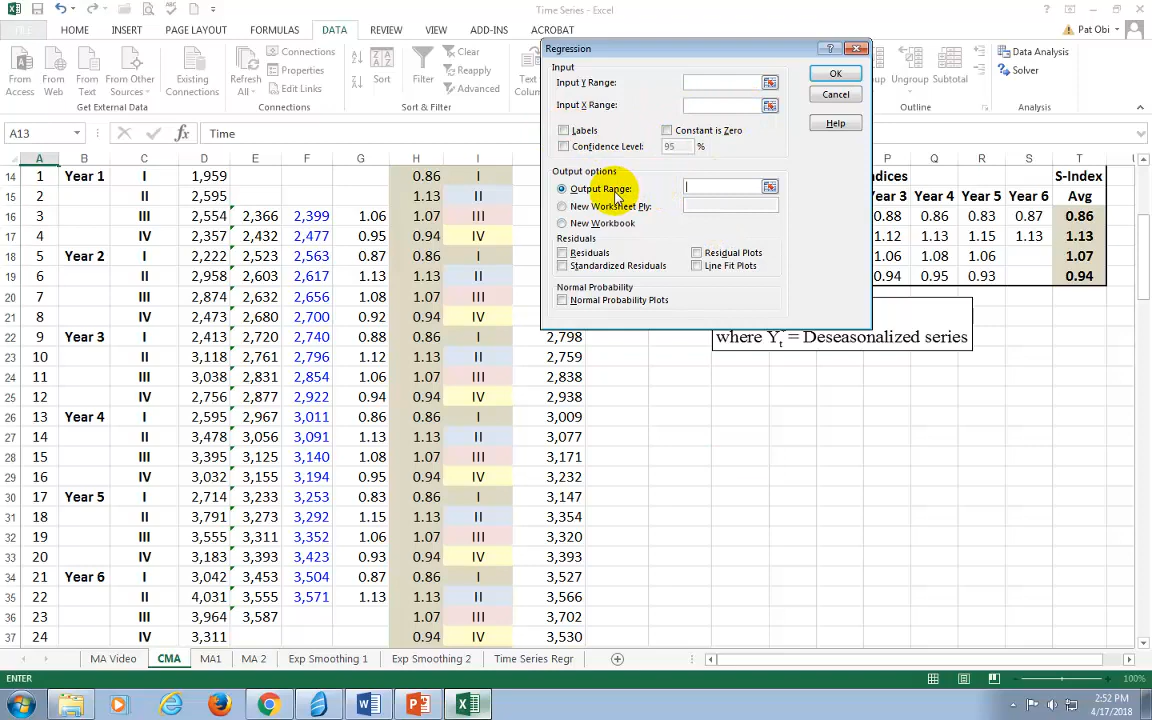 Time Series - Excel
FILE HOME INSERT PAGE LAYOUT FORMULAS DATA REVIEW VIEW ADD-INS ACROBAT Pat Obi
From Access
From Web
From Text
From Other Sources
Existing Connections
Refresh All
Connections
Properties
Edit Links
Sort
Filter
Clear
Reapply
Advanced
Ungroup
Subtotal
Data Analysis
Solver
Get External Data Connections Sort & Filter Outline Analysis
A13 fx Time
A B C D E F G H I P Q R S T
Regression
Input
Input Y Range:
Input X Range:
Labels Constant is Zero
Confidence Level: 95 %
Output options
Output Range:
New Worksheet Ply:
New Workbook
Residuals
Residuals Residual Plots
Standardized Residuals Line Fit Plots
Normal Probability
Normal Probability Plots
OK
Cancel
Help
14 1 Year 1 I 1,959 0.86 I S-Index
15 2 II 2,595 1.13 II Year 3 Year 4 Year 5 Year 6 Avg
16 3 III 2,554 2,366 2,399 1.06 1.07 III 0.88 0.86 0.83 0.87 0.86
17 4 IV 2,357 2,432 2,477 0.95 0.94 IV 1.12 1.13 1.15 1.13 1.13
18 5 Year 2 I 2,222 2,523 2,563 0.87 0.86 I 1.06 1.08 1.06 1.07
19 6 II 2,958 2,603 2,617 1.13 1.13 II 0.94 0.95 0.93 0.94
20 7 III 2,874 2,632 2,656 1.08 1.07 III
21 8 IV 2,473 2,680 2,700 0.92 0.94 IV
22 9 Year 3 I 2,413 2,720 2,740 0.88 0.86 I 2,798 where Yt* = Deseasonalized series
23 10 II 3,118 2,761 2,796 1.12 1.13 II 2,759
24 11 III 3,038 2,831 2,854 1.06 1.07 III 2,838
25 12 IV 2,756 2,877 2,922 0.94 0.94 IV 2,938
26 13 Year 4 I 2,595 2,967 3,011 0.86 0.86 I 3,009
27 14 II 3,478 3,056 3,091 1.13 1.13 II 3,077
28 15 III 3,395 3,125 3,140 1.08 1.07 III 3,171
29 16 IV 3,032 3,155 3,194 0.95 0.94 IV 3,232
30 17 Year 5 I 2,714 3,233 3,253 0.83 0.86 I 3,147
31 18 II 3,791 3,273 3,292 1.15 1.13 II 3,354
32 19 III 3,555 3,311 3,352 1.06 1.07 III 3,320
33 20 IV 3,183 3,393 3,423 0.93 0.94 IV 3,393
34 21 Year 6 I 3,042 3,453 3,504 0.87 0.86 I 3,527
35 22 II 4,031 3,555 3,571 1.13 1.13 II 3,566
36 23 III 3,964 3,587 1.07 III 3,702
37 24 IV 3,311 0.94 IV 3,530
MA Video CMA MA1 MA 2 Exp Smoothing 1 Exp Smoothing 2 Time Series Regr
ENTER 100%
2:52 PM
4/17/2018